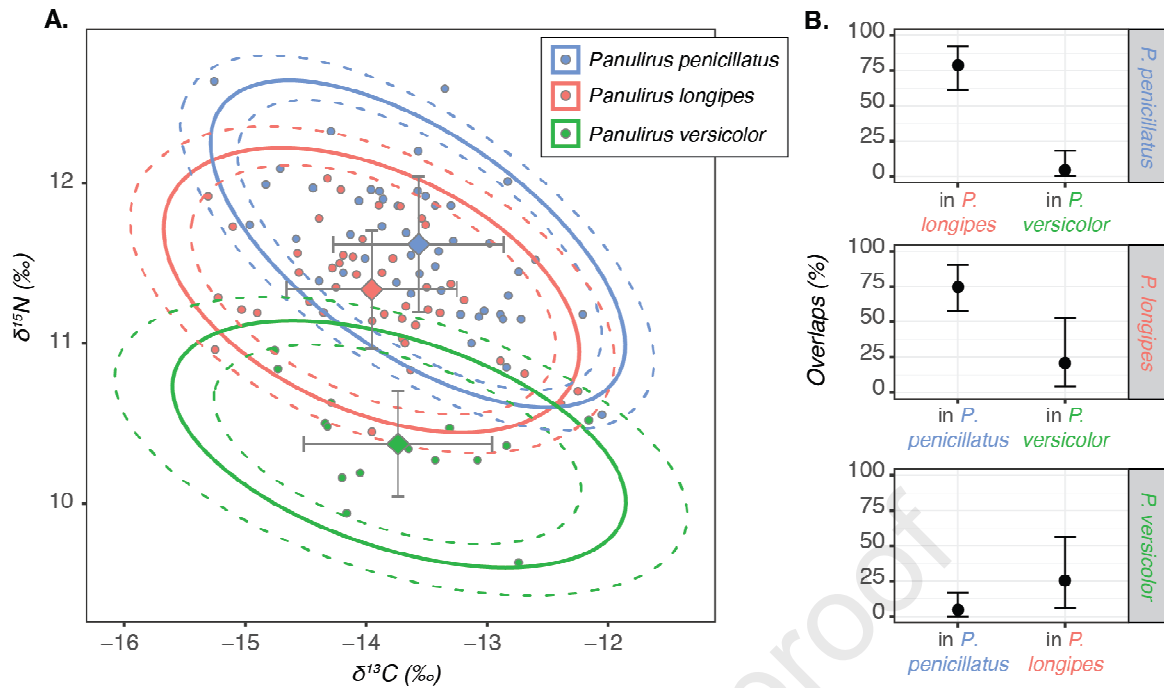 A.
Panulirus penicillatus
Panulirus longipes
Panulirus versicolor
δ¹⁵N (‰)
12
11
10
−16
−15
−14
−13
−12
δ¹³C (‰)
B.
Overlaps (%)
100
75
50
25
0
in P.
longipes
in P.
versicolor
P. penicillatus
100
75
50
25
0
in P.
penicillatus
in P.
versicolor
P. longipes
100
75
50
25
0
in P.
penicillatus
in P.
longipes
P. versicolor
proof